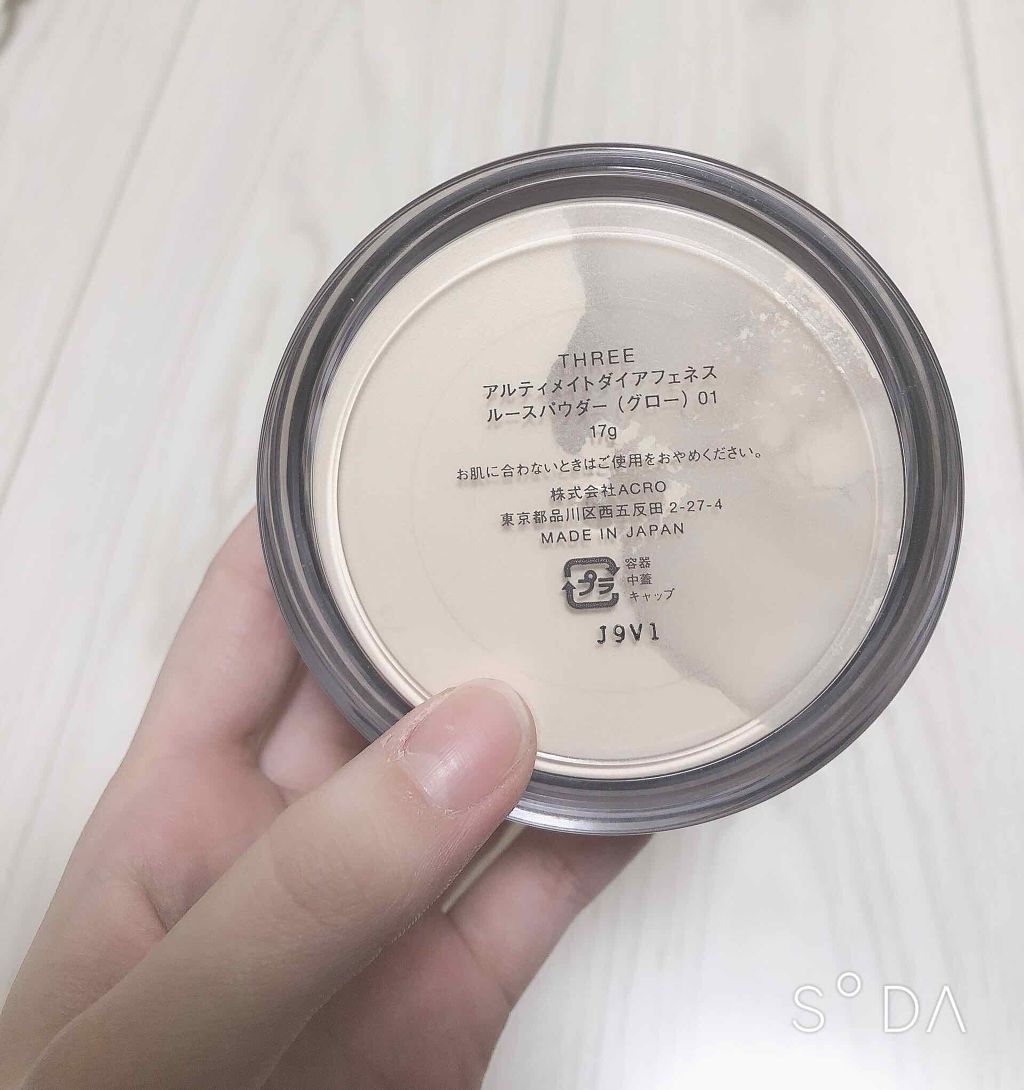 THREE
アルティメイトダイアフェネス
ルースパウダー（グロー）01
17g
お肌に合わないときはご使用をおやめください。
株式会社ACRO
東京都品川区西五反田 2-27-4
MADE IN JAPAN
プラ
容器
中蓋
キャップ
J9V1
SODA